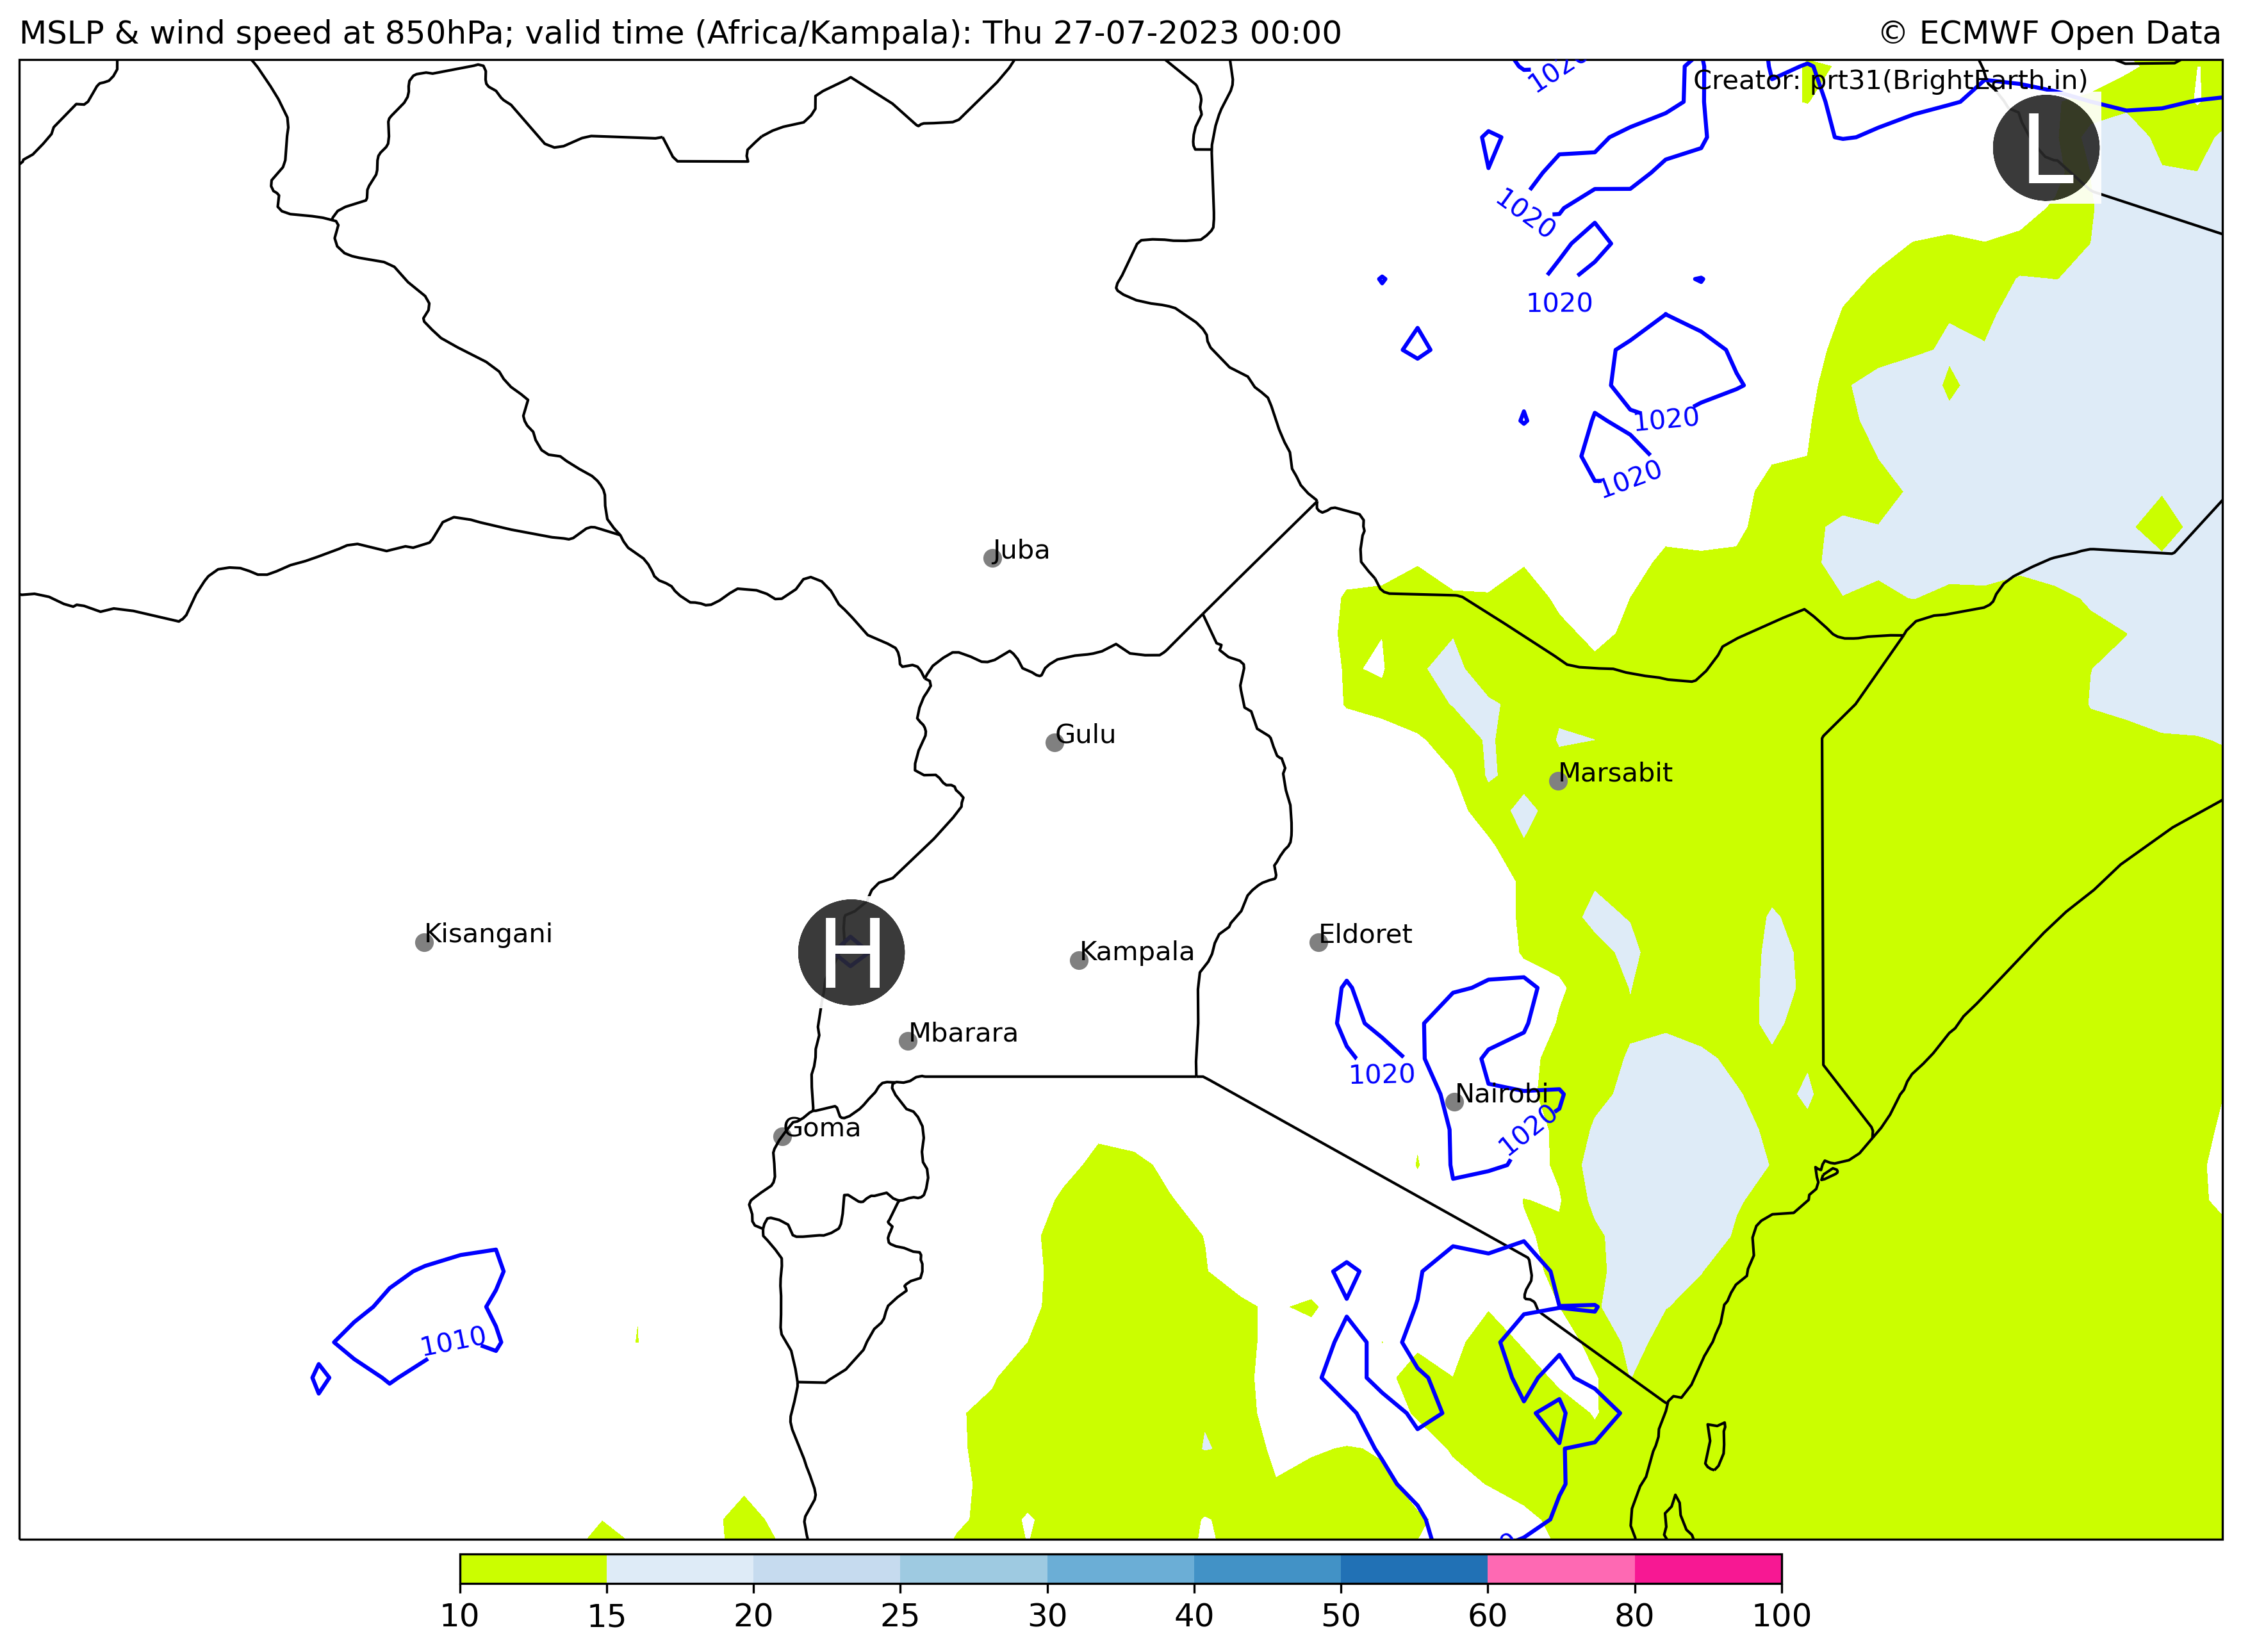 MSLP & wind speed at 850hPa; valid time (Africa/Kampala): Thu 27-07-2023 00:00
© ECMWF Open Data
Creator: prt31(BrightEarth.in)
L
1020
1020
1020
1020
Juba
Gulu
Marsabit
Kisangani
H
Kampala
Eldoret
Mbarara
1020
Nairobi
1020
Goma
1010
10 15 20 25 30 40 50 60 80 100